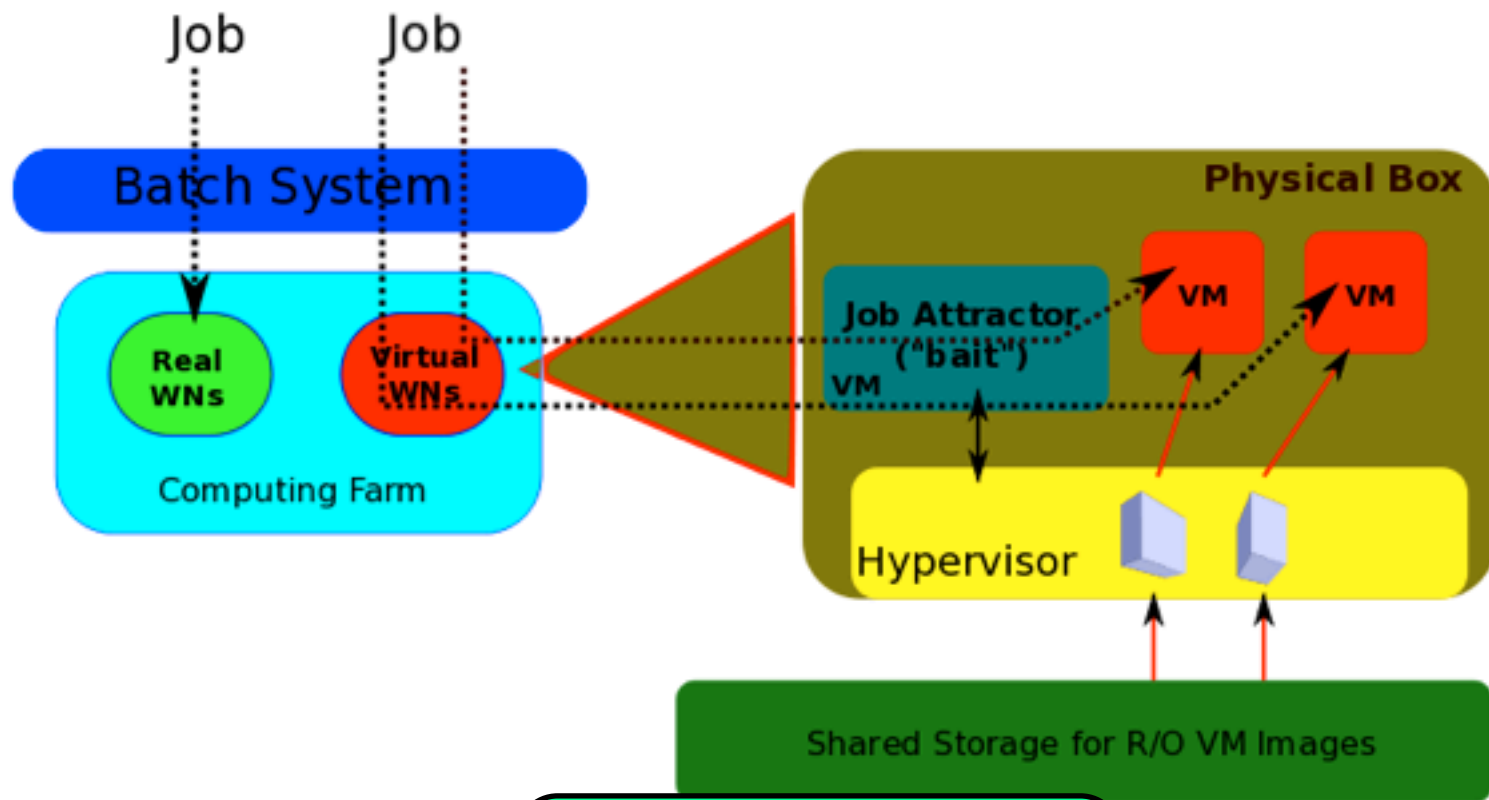 Job
Job
Batch System
Real
WNs
Virtual
WNs
Computing Farm
Physical Box
Job Attractor
("bait")
VM
VM
VM
Hypervisor
Shared Storage for R/O VM Images